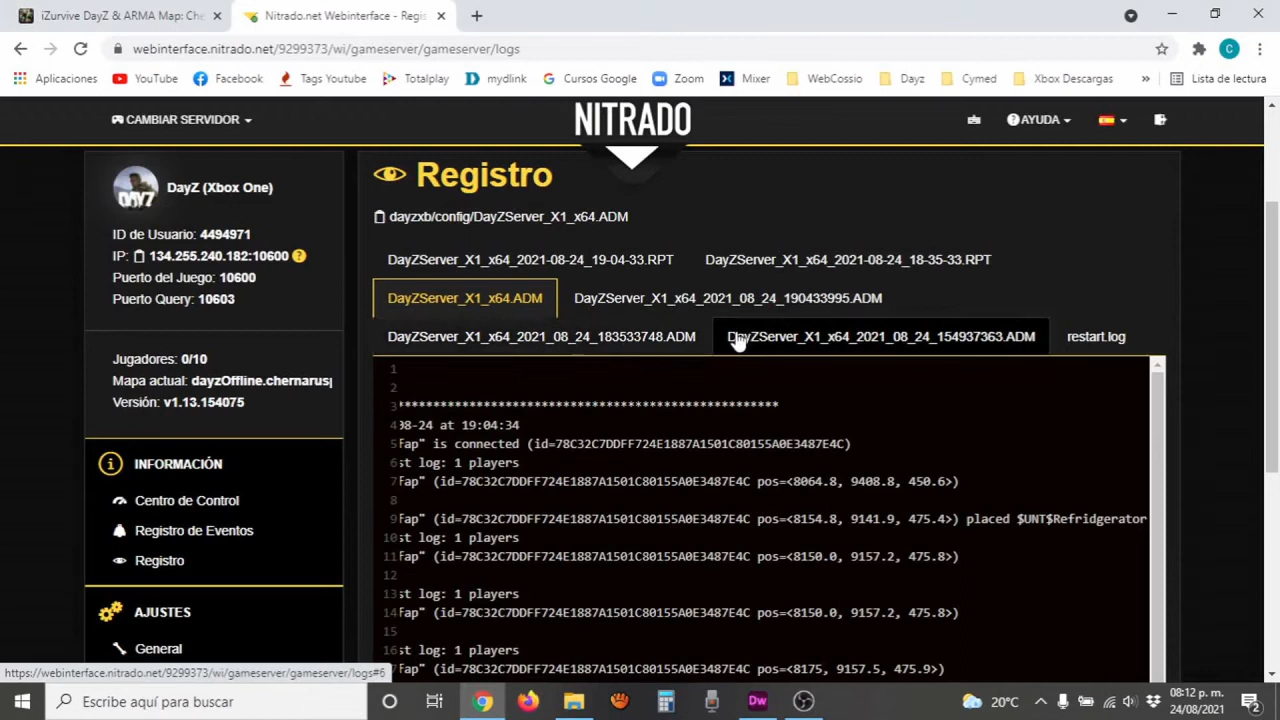 iZurvive DayZ & ARMA Map: Che
Nitrado.net Webinterface - Regis
webinterface.nitrado.net/9299373/wi/gameserver/gameserver/logs
Aplicaciones YouTube Facebook Tags Youtube Totalplay mydlink Cursos Google Zoom Mixer WebCossio Dayz Cymed Xbox Descargas » Lista de lectura
CAMBIAR SERVIDOR
NITRADO
AYUDA
DayZ (Xbox One)
ID de Usuario: 4494971
IP: 134.255.240.182:10600
Puerto del Juego: 10600
Puerto Query: 10603
Jugadores: 0/10
Mapa actual: dayzOffline.chernarusp
Versión: v1.13.154075
INFORMACIÓN
Centro de Control
Registro de Eventos
Registro
AJUSTES
General
Registro
dayzxb/config/DayZServer_X1_x64.ADM
DayZServer_X1_x64_2021-08-24_19-04-33.RPT DayZServer_X1_x64_2021-08-24_18-35-33.RPT
DayZServer_X1_x64.ADM DayZServer_X1_x64_2021_08_24_190433995.ADM
DayZServer_X1_x64_2021_08_24_183533748.ADM DayZServer_X1_x64_2021_08_24_154937363.ADM restart.log
1
2
3 **************************************************
4 08-24 at 19:04:34
5 Fap" is connected (id=78C32C7DDFF724E1887A1501C80155A0E3487E4C)
6 st log: 1 players
7 Fap" (id=78C32C7DDFF724E1887A1501C80155A0E3487E4C pos=<8064.8, 9408.8, 450.6>)
8
9 Fap" (id=78C32C7DDFF724E1887A1501C80155A0E3487E4C pos=<8154.8, 9141.9, 475.4>) placed $UNT$Refridgerator
10 st log: 1 players
11 Fap" (id=78C32C7DDFF724E1887A1501C80155A0E3487E4C pos=<8150.0, 9157.2, 475.8>)
12
13 st log: 1 players
14 Fap" (id=78C32C7DDFF724E1887A1501C80155A0E3487E4C pos=<8150.0, 9157.2, 475.8>)
15
16 st log: 1 players
Fap" (id=78C32C7DDFF724E1887A1501C80155A0E3487E4C pos=<8175, 9157.5, 475.9>)
https://webinterface.nitrado.net/9299373/wi/gameserver/gameserver/logs#6
Escribe aquí para buscar
20°C
08:12 p. m.
24/08/2021
2